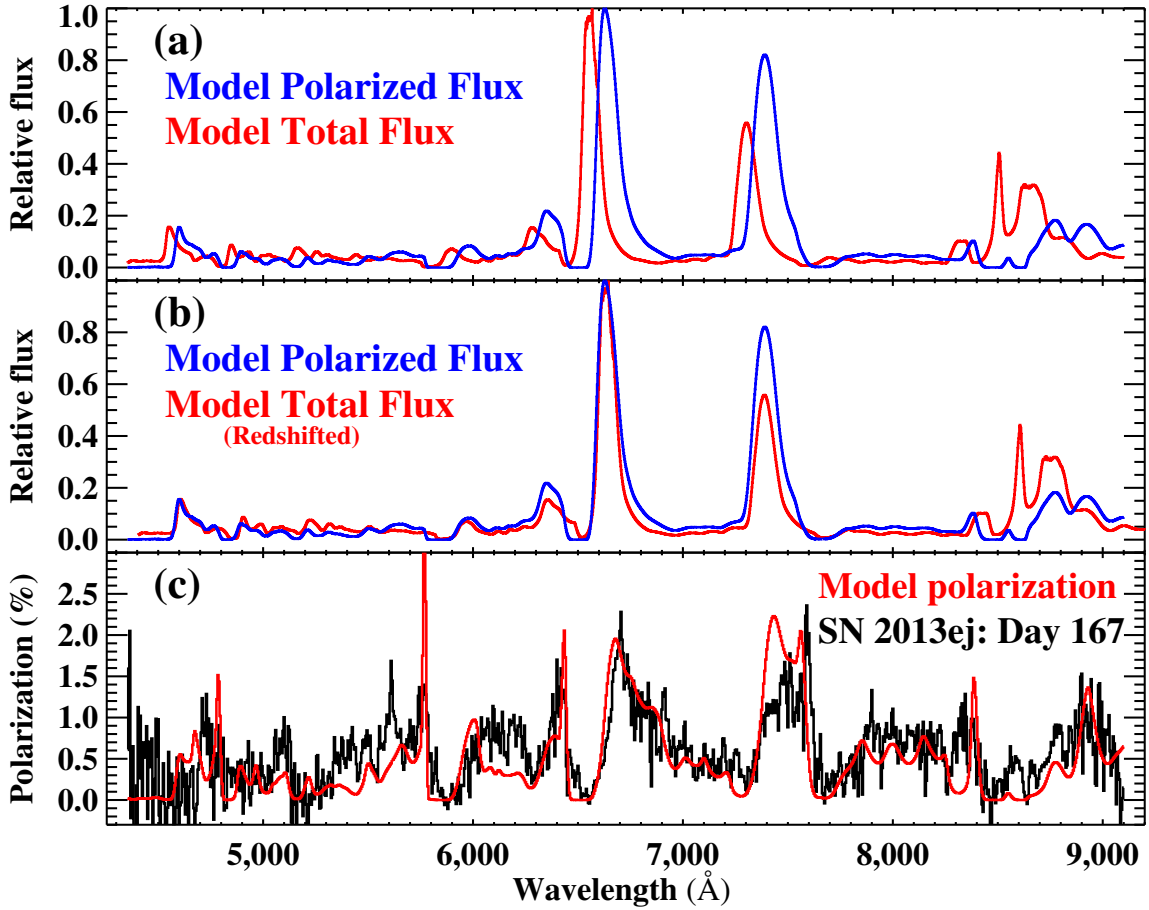 (a)
Model Polarized Flux
Model Total Flux
Relative flux
1.0
0.8
0.6
0.4
0.2
0.0
(b)
Model Polarized Flux
Model Total Flux
(Redshifted)
Relative flux
0.8
0.6
0.4
0.2
0.0
(c)
Model polarization
SN 2013ej: Day 167
Polarization (%)
2.5
2.0
1.5
1.0
0.5
0.0
5,000 6,000 7,000 8,000 9,000
Wavelength (Å)